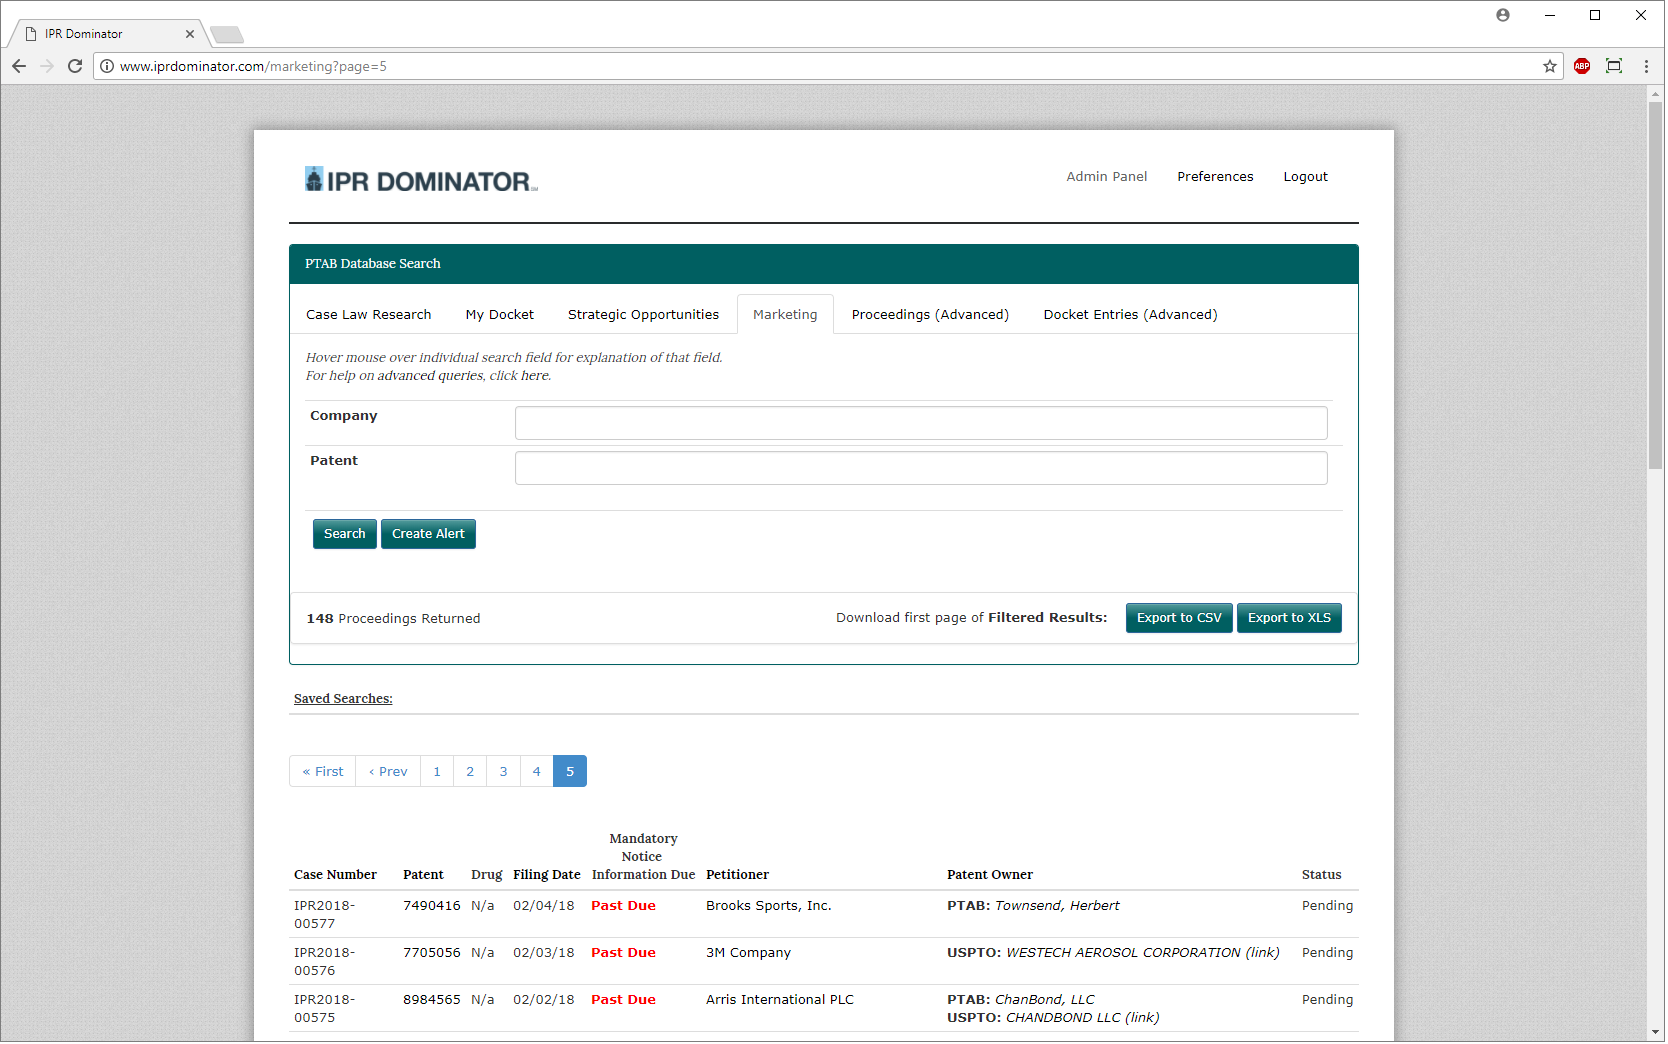 IPR Dominator
www.iprdominator.com/marketing?page=5
ABP
IPR DOMINATOR
Admin Panel Preferences Logout
PTAB Database Search
Case Law Research My Docket Strategic Opportunities Marketing Proceedings (Advanced) Docket Entries (Advanced)
Hover mouse over individual search field for explanation of that field.
For help on advanced queries, click here.
Company
Patent
Search Create Alert
148 Proceedings Returned Download first page of Filtered Results: Export to CSV Export to XLS
Saved Searches:
« First ‹ Prev 1 2 3 4 5
Mandatory
Notice
Case Number Patent Drug Filing Date Information Due Petitioner Patent Owner Status
IPR2018- 7490416 N/a 02/04/18 Past Due Brooks Sports, Inc. PTAB: Townsend, Herbert Pending
00577
IPR2018- 7705056 N/a 02/03/18 Past Due 3M Company USPTO: WESTECH AEROSOL CORPORATION (link) Pending
00576
IPR2018- 8984565 N/a 02/02/18 Past Due Arris International PLC PTAB: ChanBond, LLC Pending
00575 USPTO: CHANDBOND LLC (link)